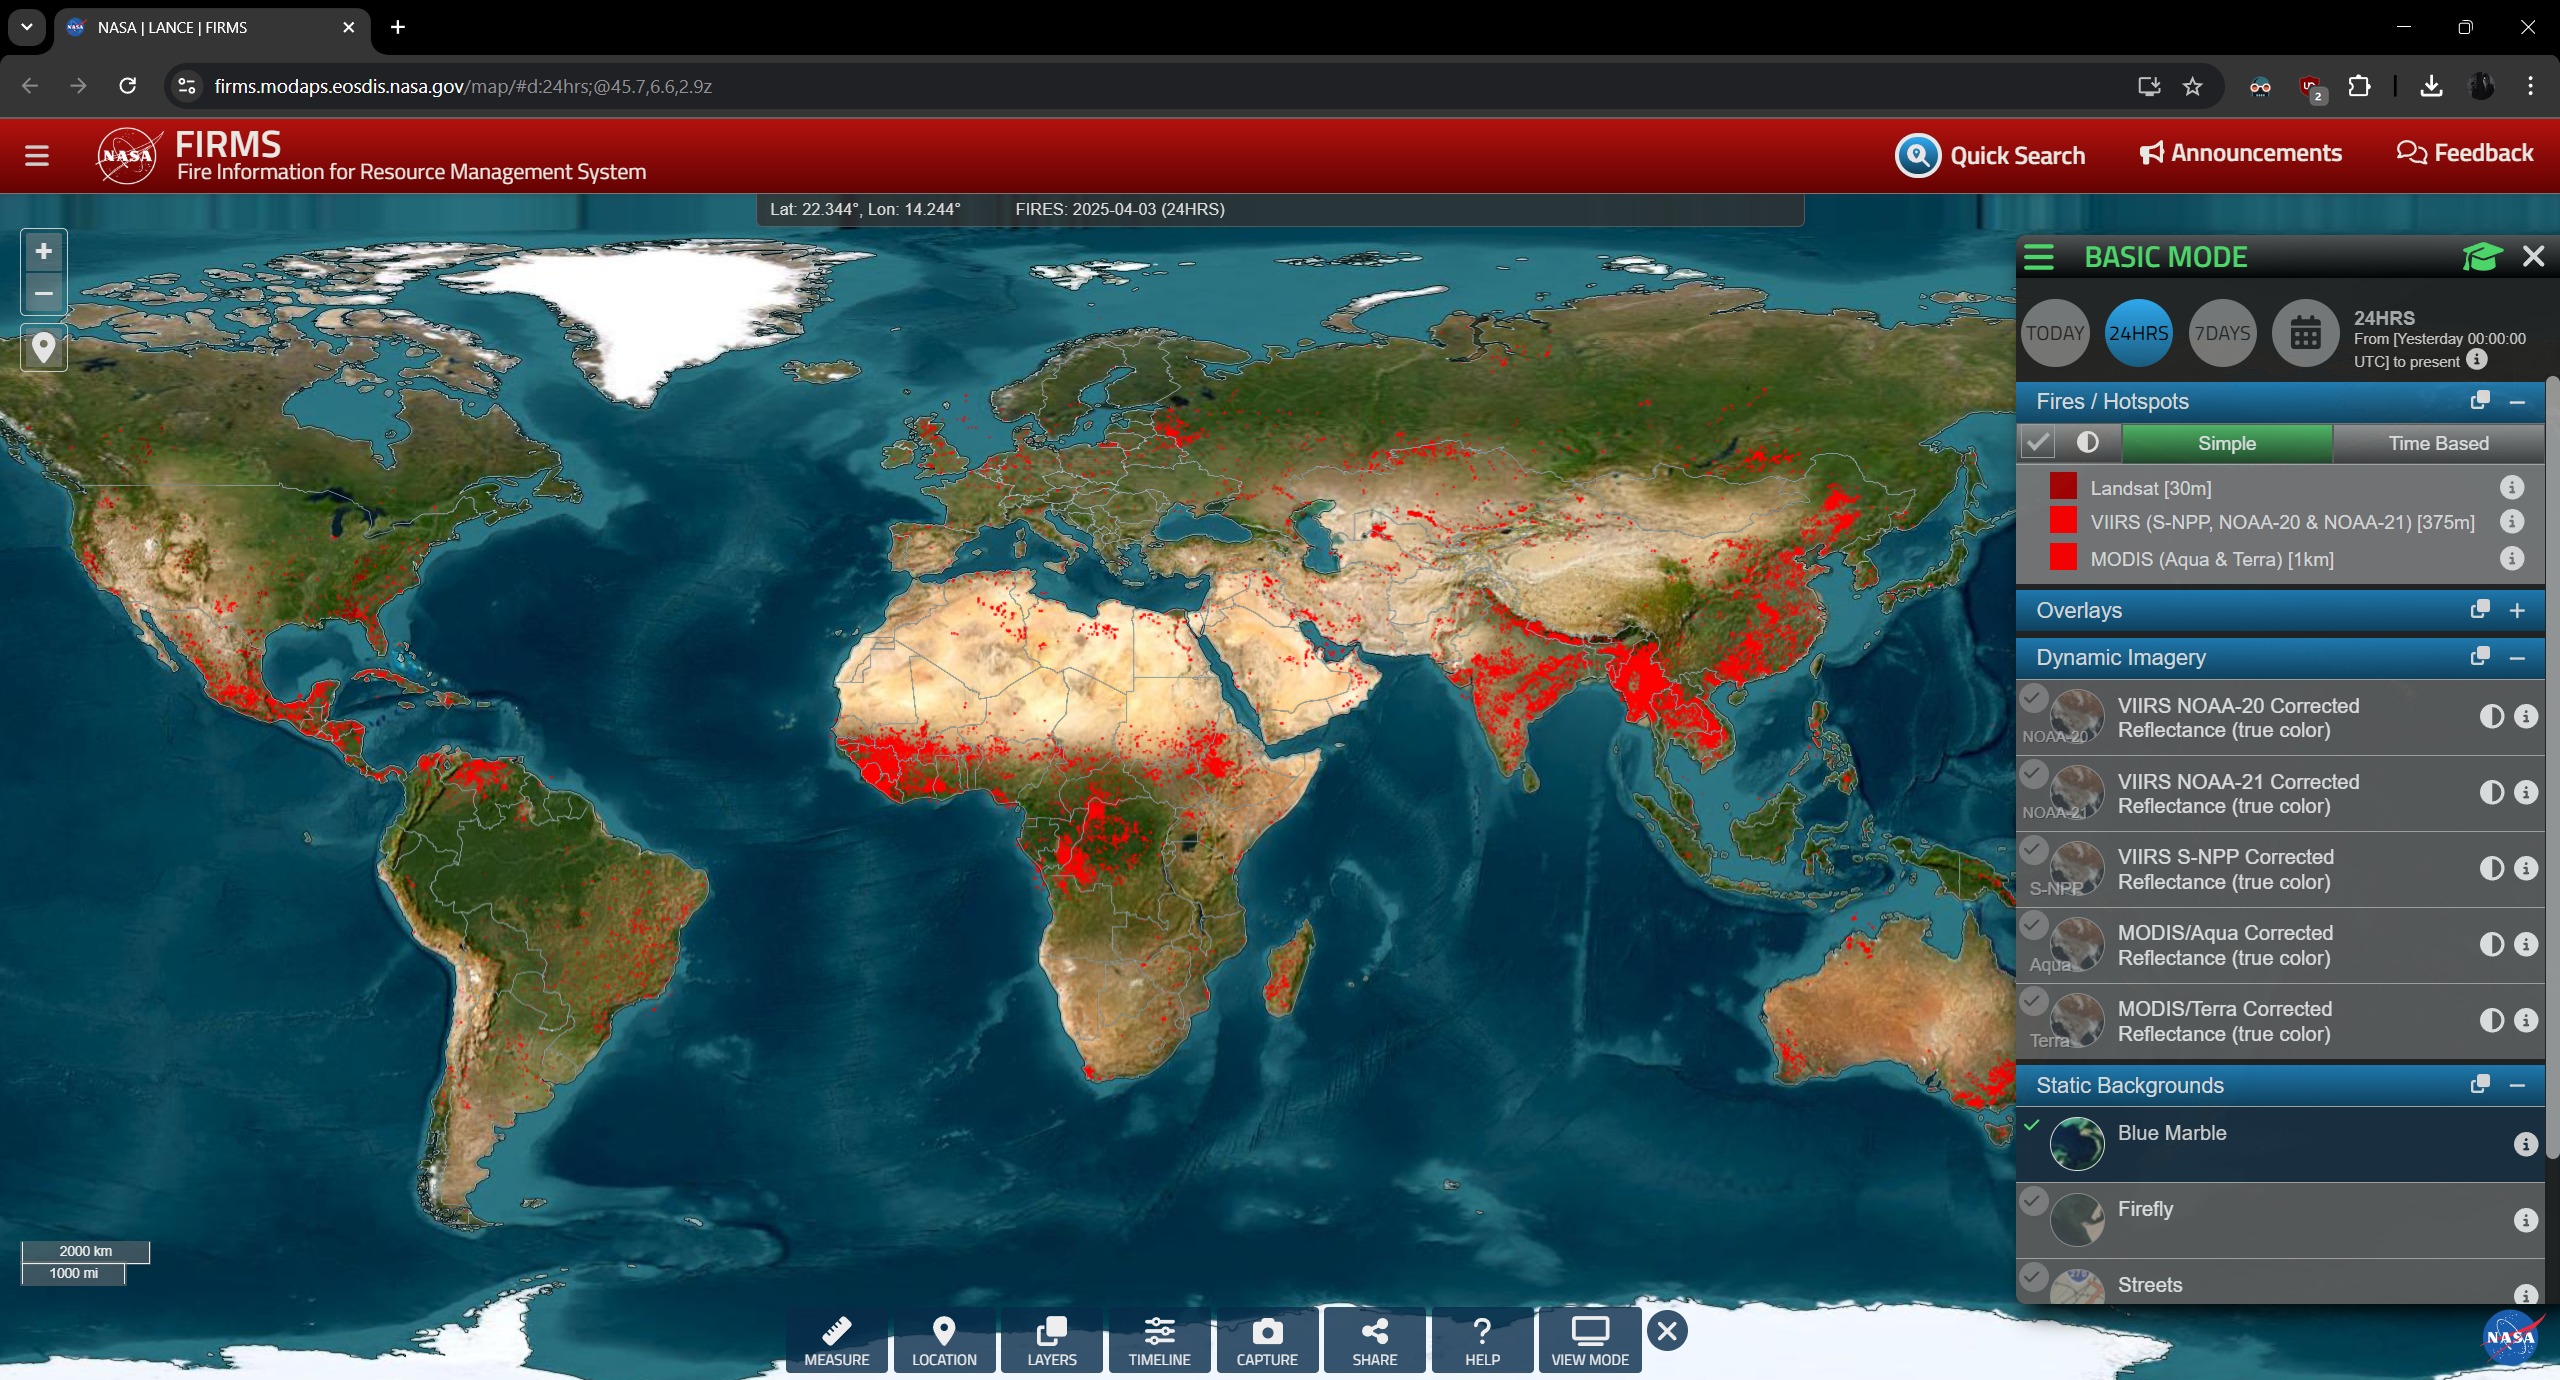 NASA | LANCE | FIRMS
firms.modaps.eosdis.nasa.gov/map/#d:24hrs;@45.7,6.6,2.9z
2
NASA
FIRMS
Fire Information for Resource Management System
Quick Search
Announcements
Feedback
Lat: 22.344°, Lon: 14.244°
FIRES: 2025-04-03 (24HRS)
+
−
BASIC MODE
TODAY
24HRS
7DAYS
24HRS
From [Yesterday 00:00:00
UTC] to present
Fires / Hotspots
Simple
Time Based
Landsat [30m]
VIIRS (S-NPP, NOAA-20 & NOAA-21) [375m]
MODIS (Aqua & Terra) [1km]
Overlays
Dynamic Imagery
NOAA-20
VIIRS NOAA-20 Corrected
Reflectance (true color)
NOAA-21
VIIRS NOAA-21 Corrected
Reflectance (true color)
S-NPP
VIIRS S-NPP Corrected
Reflectance (true color)
Aqua
MODIS/Aqua Corrected
Reflectance (true color)
Terra
MODIS/Terra Corrected
Reflectance (true color)
Static Backgrounds
Blue Marble
Firefly
Streets
2000 km
1000 mi
MEASURE
LOCATION
LAYERS
TIMELINE
CAPTURE
SHARE
HELP
VIEW MODE
NASA